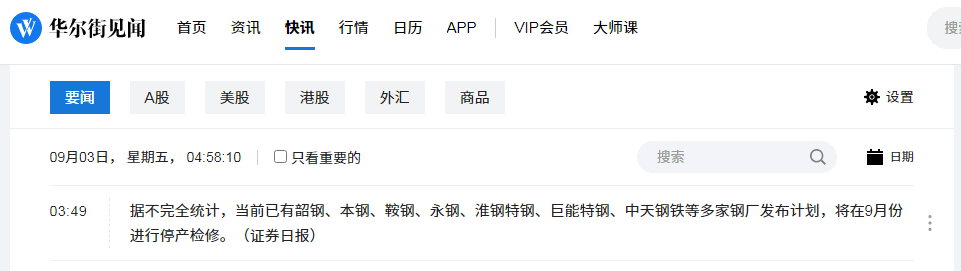 华尔街见闻 首页 资讯 快讯 行情 日历 APP VIP会员 大师课
要闻 A股 美股 港股 外汇 商品 设置
09月03日， 星期五， 04:58:10 只看重要的 搜索 日期
03:49 据不完全统计，当前已有韶钢、本钢、鞍钢、永钢、淮钢特钢、巨能特钢、中天钢铁等多家钢厂发布计划，将在9月份
进行停产检修。（证券日报）